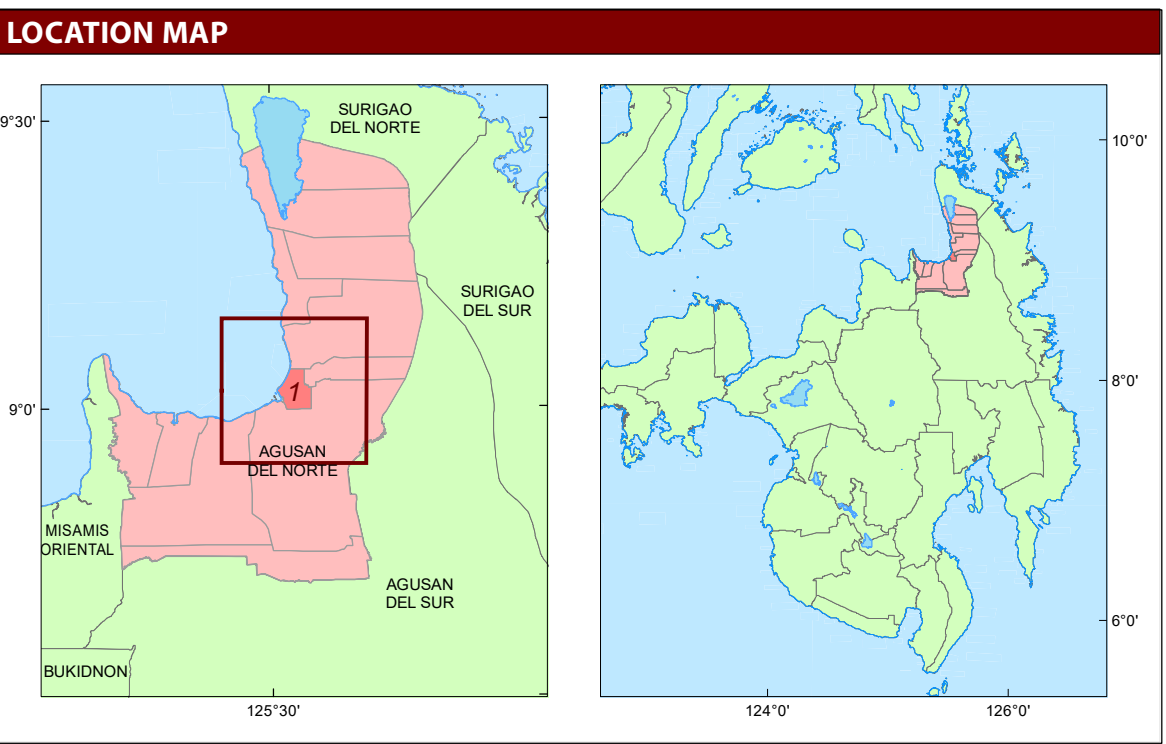 LOCATION MAP
SURIGAO
DEL NORTE
9°30'
SURIGAO
DEL SUR
1
9°0'
AGUSAN
DEL NORTE
MISAMIS
ORIENTAL
AGUSAN
DEL SUR
BUKIDNON
125°30'
10°0'
8°0'
6°0'
124°0'
126°0'